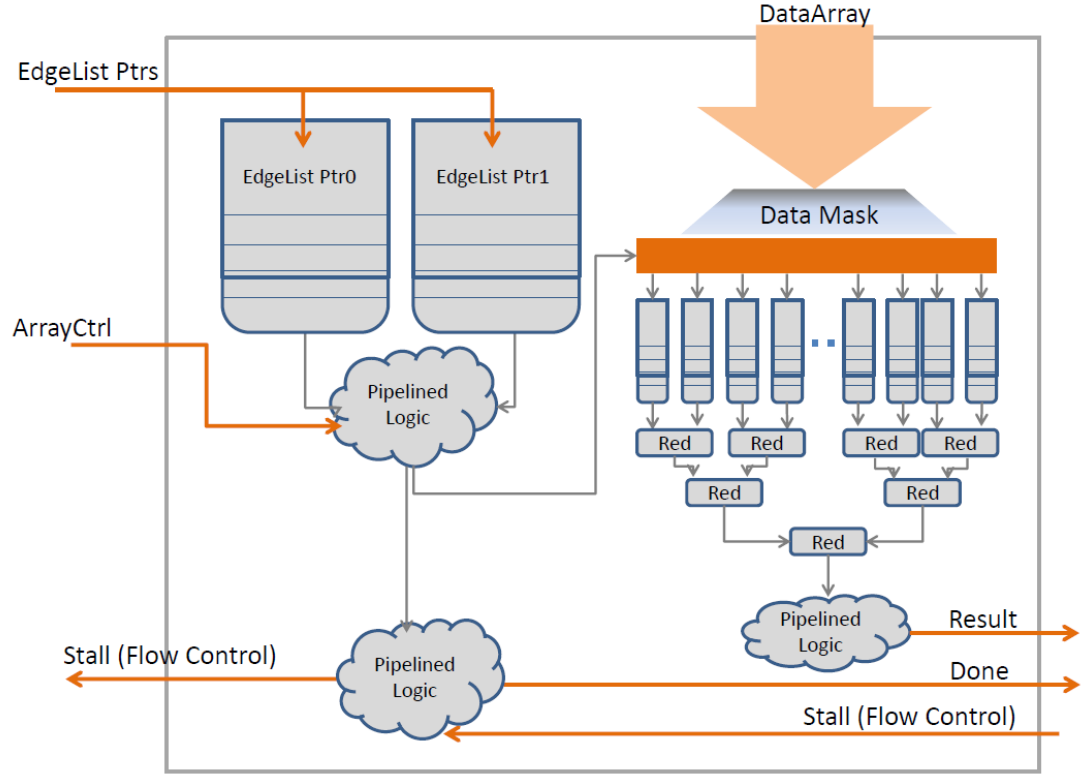 DataArray
EdgeList Ptrs
EdgeList Ptr0
EdgeList Ptr1
Data Mask
ArrayCtrl
Pipelined
Logic
Red
Red
Red
Red
Red
Red
Red
Pipelined
Logic
Result
Stall (Flow Control)
Pipelined
Logic
Done
Stall (Flow Control)